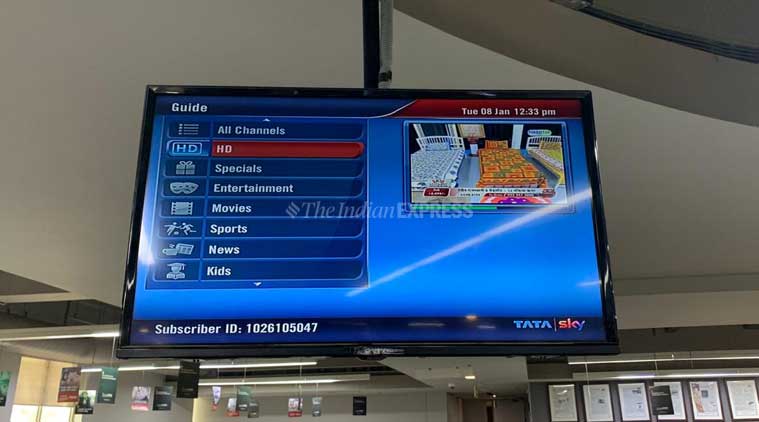 Guide
Tue 08 Jan 12:33 pm
All Channels
HD HD
Specials
Entertainment
Movies
The Indian EXPRESS
Sports
News
Kids
Subscriber ID: 1026105047
TATA sky